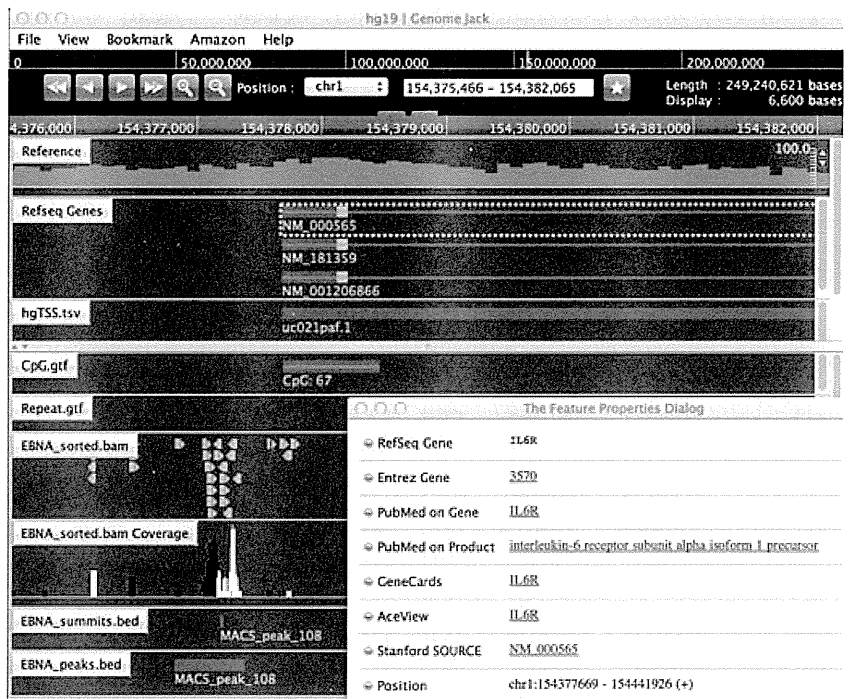 hg19 | Genome Jack
File View Bookmark Amazon Help
0 50,000,000 100,000,000 150,000,000 200,000,000
Position : chr1 154,375,466 - 154,382,065 Length : 249,240,621 bases
Display : 6,600 bases
4,376,000 154,377,000 154,378,000 154,379,000 154,380,000 154,381,000 154,382,000
Reference 100.0
Refseq Genes
NM_000565
NM_181359
NM_001206866
hgTSS.tsv
uc021paf.1
CpG.gtf
CpG: 67
Repeat.gtf
The Feature Properties Dialog
EBNA_sorted.bam
RefSeq Gene IL6R
Entrez Gene 3570
PubMed on Gene IL6R
EBNA_sorted.bam Coverage
PubMed on Product interleukin-6 receptor subunit alpha isoform 1 precursor
GeneCards IL6R
AceView IL6R
EBNA_summits.bed
MACS_peak_108
Stanford SOURCE NM_000565
EBNA_peaks.bed
MACS_peak_108
Position chr1:154377669 - 154441926 (+)